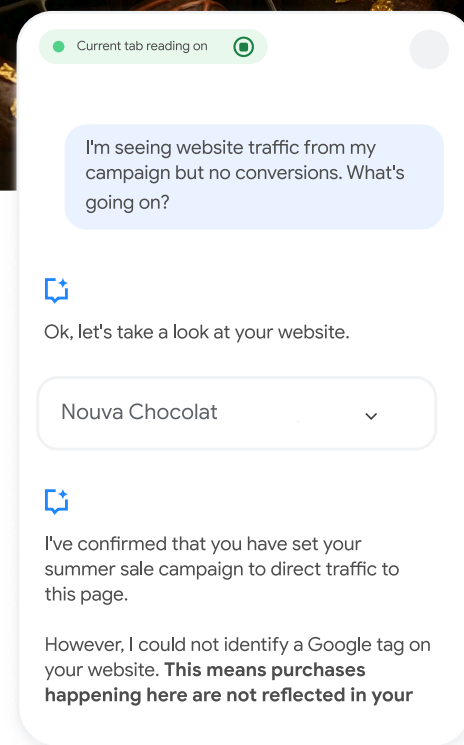 Current tab reading on
I'm seeing website traffic from my
campaign but no conversions. What's
going on?
Ok, let's take a look at your website.
Nouva Chocolat
I've confirmed that you have set your
summer sale campaign to direct traffic to
this page.
However, I could not identify a Google tag on
your website. This means purchases
happening here are not reflected in your